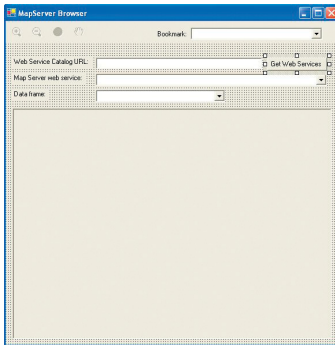 MapServer Browser
Bookmark:
Web Service Catalog URL:
Get Web Services
Map Server web service:
Data frame: